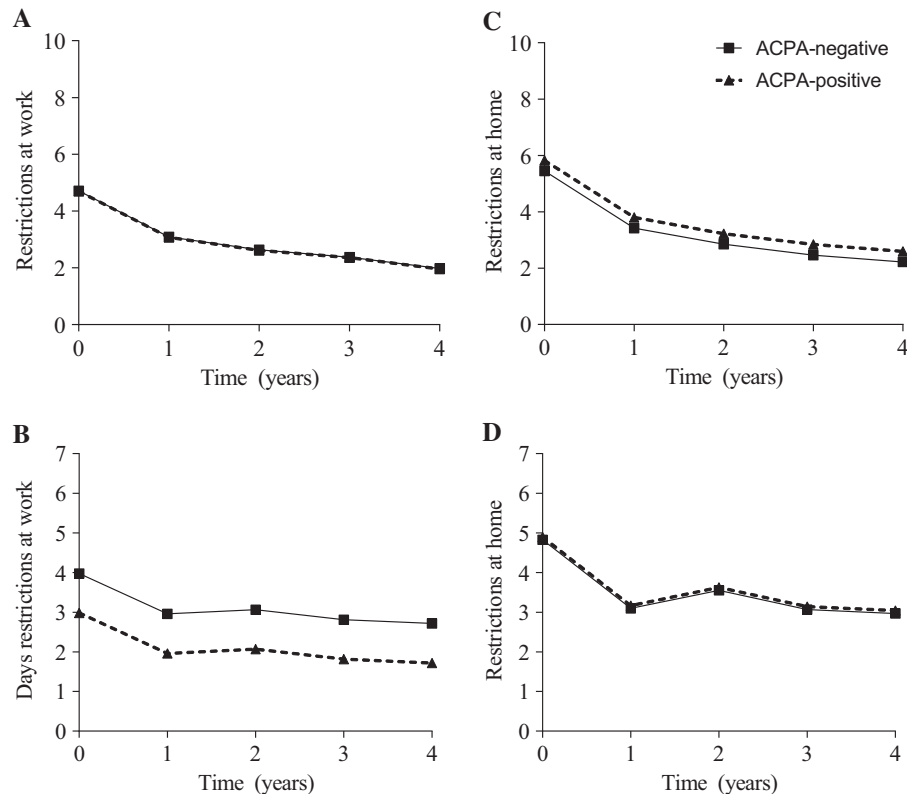 A
Restrictions at work
10
8
6
4
2
0
0 1 2 3 4
Time (years)
C
Restrictions at home
10
8
6
4
2
0
0 1 2 3 4
Time (years)
ACPA-negative
ACPA-positive
B
Days restrictions at work
7
6
5
4
3
2
1
0
0 1 2 3 4
Time (years)
D
Restrictions at home
7
6
5
4
3
2
1
0
0 1 2 3 4
Time (years)